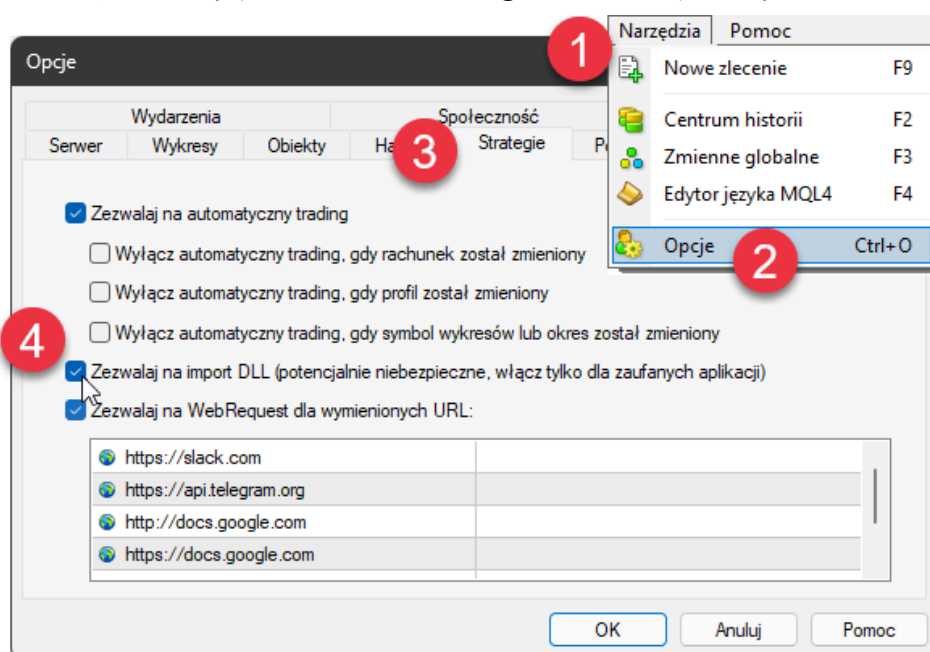 Narzędzia Pomoc
1
Nowe zlecenie F9
Centrum historii F2
Zmienne globalne F3
Edytor języka MQL4 F4
Opcje 2 Ctrl+O
Opcje
Wydarzenia Społeczność
Serwer Wykresy Obiekty 3 Strategie
Zezwalaj na automatyczny trading
Wyłącz automatyczny trading, gdy rachunek został zmieniony
Wyłącz automatyczny trading, gdy profil został zmieniony
Wyłącz automatyczny trading, gdy symbol wykresów lub okres został zmieniony
4
Zezwalaj na import DLL (potencjalnie niebezpieczne, włącz tylko dla zaufanych aplikacji)
Zezwalaj na WebRequest dla wymienionych URL:
https://slack.com
https://api.telegram.org
http://docs.google.com
https://docs.google.com
OK Anuluj Pomoc